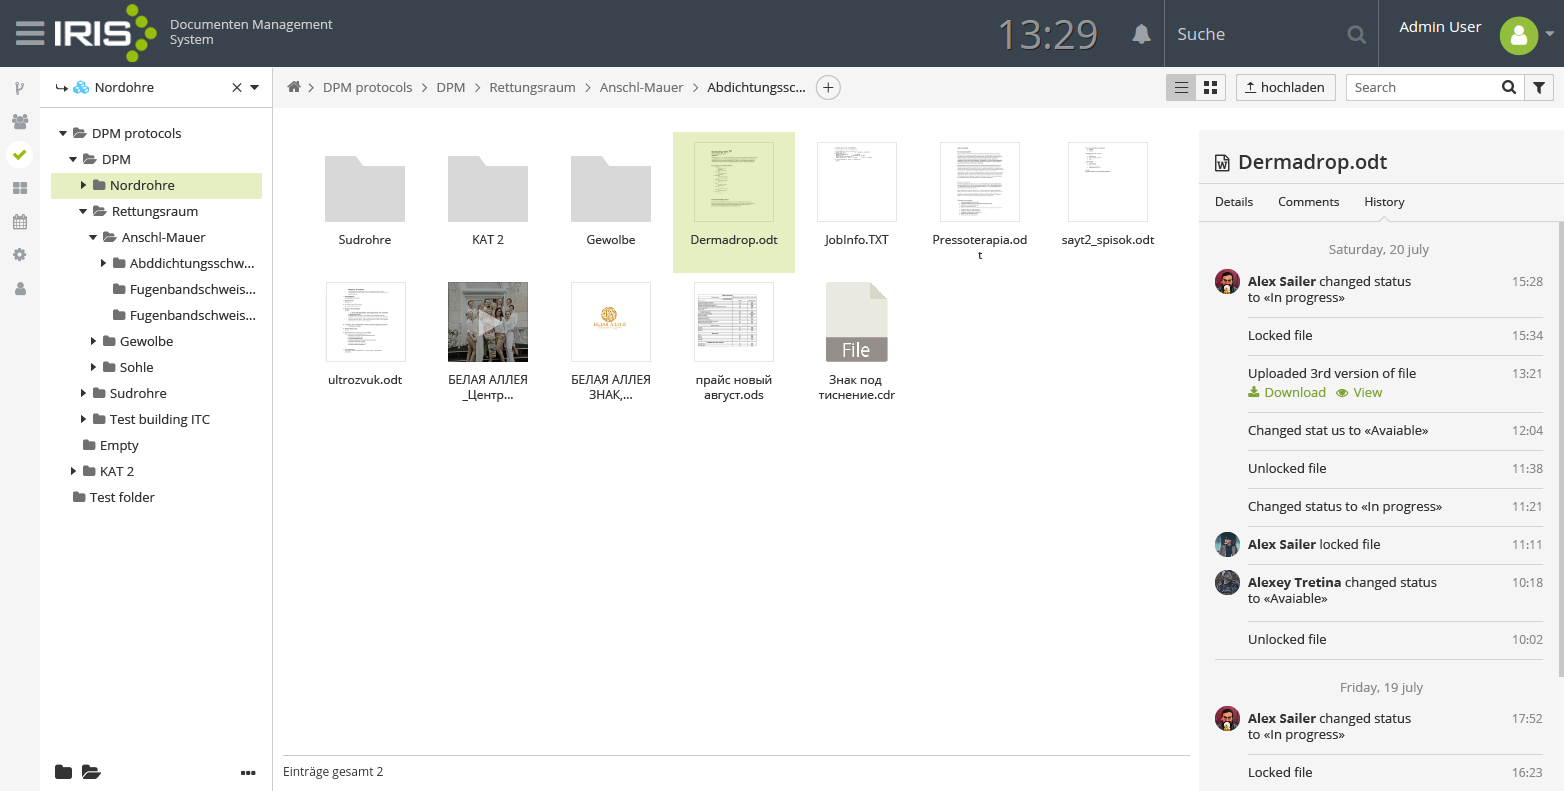 IRIS
Documenten Management
System
13:29
Suche
Admin User
Nordohre
DPM protocols
DPM
Rettungsraum
Anschl-Mauer
Abdichtungssc...
hochladen
Search
DPM protocols
DPM
Nordrohre
Rettungsraum
Anschl-Mauer
Abddichtungsschw...
Fugenbandschweis...
Fugenbandschweis...
Gewolbe
Sohle
Sudrohre
Test building ITC
Empty
KAT 2
Test folder
Sudrohre
KAT 2
Gewolbe
Dermadrop.odt
JobInfo.TXT
Pressoterapia.od
t
sayt2_spisok.odt
ultrozvuk.odt
БЕЛАЯ АЛЛЕЯ
_Центр...
БЕЛАЯ АЛЛЕЯ
БЕЛАЯ АЛЛЕЯ
ЗНАК,...
прайс новый
август.ods
File
Знак под
тиснение.cdr
Einträge gesamt 2
Dermadrop.odt
Details
Comments
History
Saturday, 20 july
Alex Sailer changed status 15:28
to «In progress»
Locked file 15:34
Uploaded 3rd version of file 13:21
Download View
Changed stat us to «Avaiable» 12:04
Unlocked file 11:38
Changed status to «In progress» 11:21
Alex Sailer locked file 11:11
Alexey Tretina changed status 10:18
to «Avaiable»
Unlocked file 10:02
Friday, 19 july
Alex Sailer changed status 17:52
to «In progress»
Locked file 16:23